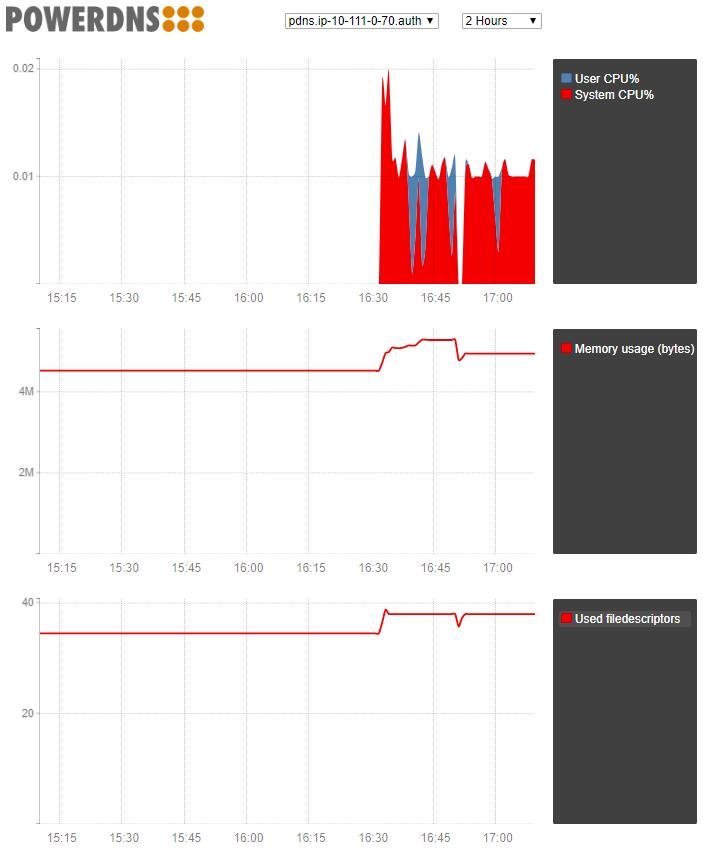 POWERDNS
pdns.ip-10-111-0-70.auth 2 Hours
0.02
0.01
User CPU%
System CPU%
15:15 15:30 15:45 16:00 16:15 16:30 16:45 17:00
4M
2M
Memory usage (bytes)
15:15 15:30 15:45 16:00 16:15 16:30 16:45 17:00
40
20
Used filedescriptors
15:15 15:30 15:45 16:00 16:15 16:30 16:45 17:00